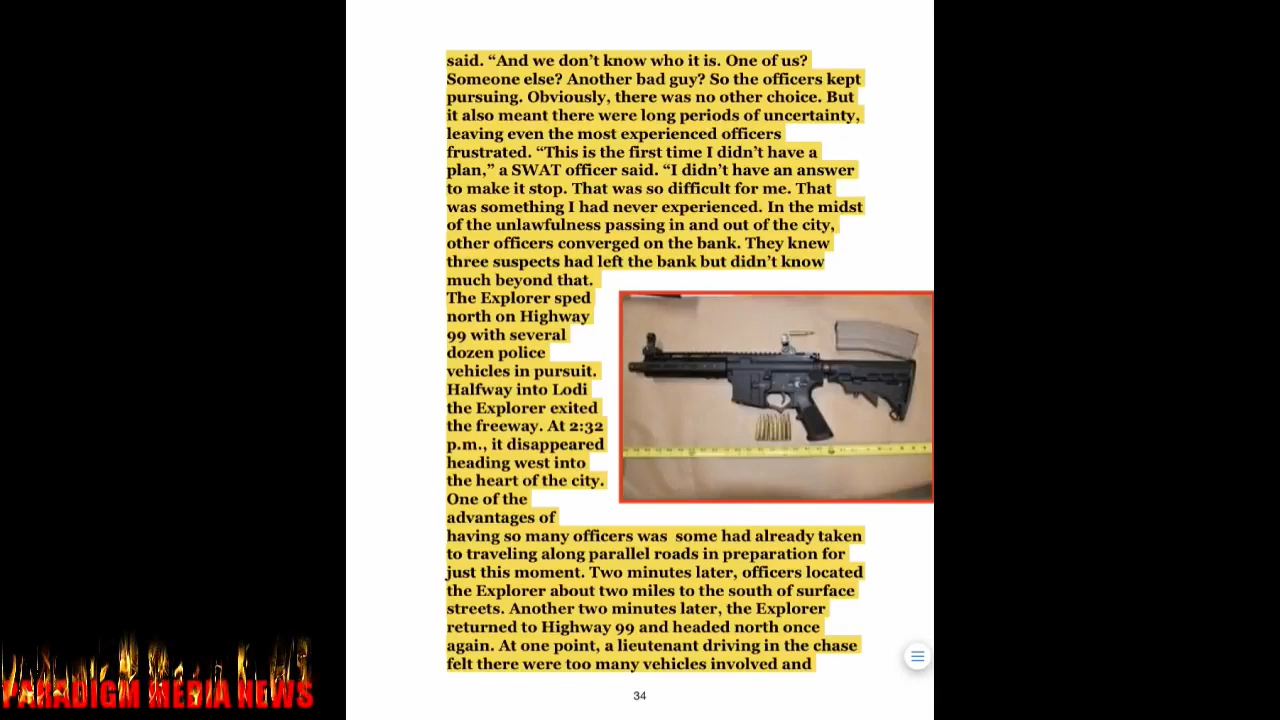 said. “And we don’t know who it is. One of us?
Someone else? Another bad guy? So the officers kept
pursuing. Obviously, there was no other choice. But
it also meant there were long periods of uncertainty,
leaving even the most experienced officers
frustrated. “This is the first time I didn’t have a
plan,” a SWAT officer said. “I didn’t have an answer
to make it stop. That was so difficult for me. That
was something I had never experienced. In the midst
of the unlawfulness passing in and out of the city,
other officers converged on the bank. They knew
three suspects had left the bank but didn’t know
much beyond that.
The Explorer sped
north on Highway
99 with several
dozen police
vehicles in pursuit.
Halfway into Lodi
the Explorer exited
the freeway. At 2:32
p.m., it disappeared
heading west into
the heart of the city.
One of the
advantages of
having so many officers was some had already taken
to traveling along parallel roads in preparation for
just this moment. Two minutes later, officers located
the Explorer about two miles to the south of surface
streets. Another two minutes later, the Explorer
returned to Highway 99 and headed north once
again. At one point, a lieutenant driving in the chase
felt there were too many vehicles involved and
34
PARADIGM MEDIA NEWS